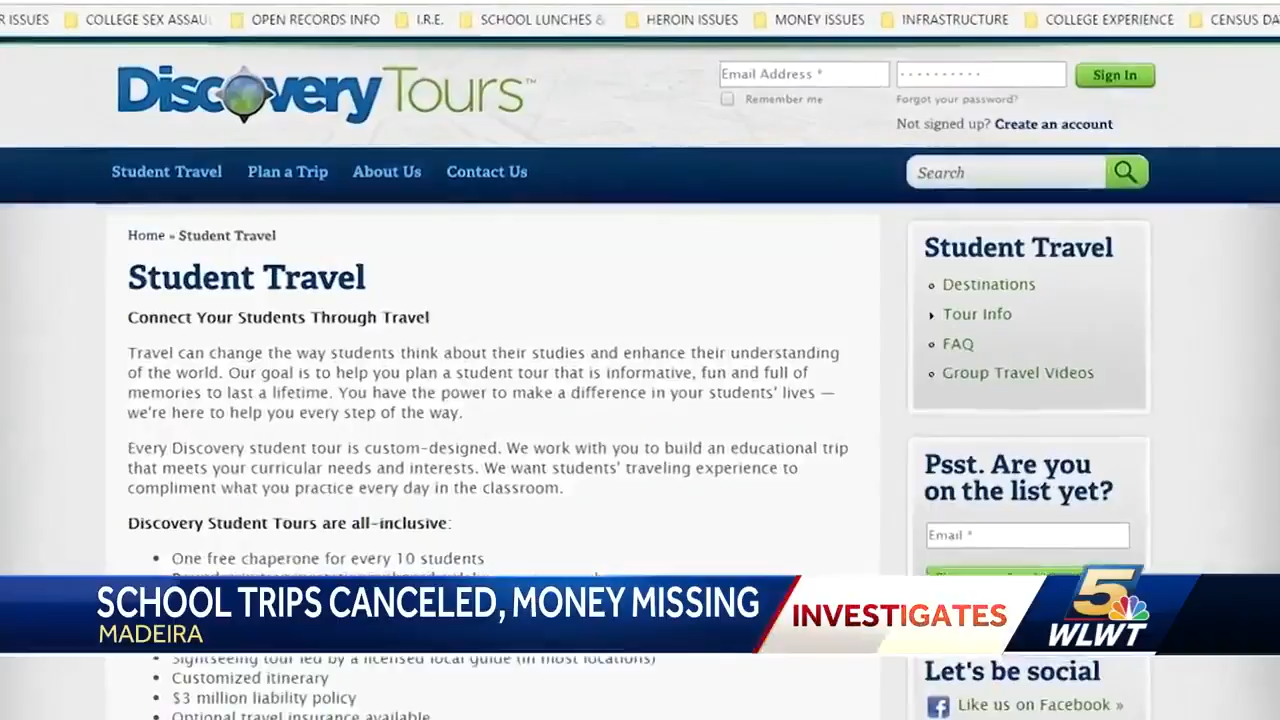 R ISSUES
COLLEGE SEX ASSAU
OPEN RECORDS INFO
I.R.E.
SCHOOL LUNCHES &
HEROIN ISSUES
MONEY ISSUES
INFRASTRUCTURE
COLLEGE EXPERIENCE
CENSUS DA
Discovery Tours™
Email Address *
Sign In
Remember me
Forgot your password?
Not signed up? Create an account
Student Travel
Plan a Trip
About Us
Contact Us
Search
Home » Student Travel
Student Travel
Connect Your Students Through Travel
Travel can change the way students think about their studies and enhance their understanding
of the world. Our goal is to help you plan a student tour that is informative, fun and full of
memories to last a lifetime. You have the power to make a difference in your students' lives —
we're here to help you every step of the way.
Every Discovery student tour is custom-designed. We work with you to build an educational trip
that meets your curricular needs and interests. We want students' traveling experience to
compliment what you practice every day in the classroom.
Discovery Student Tours are all-inclusive:
• One free chaperone for every 10 students
Sightseeing tour led by a licensed local guide (in most locations)
• Customized itinerary
• $3 million liability policy
Optional travel insurance available
Student Travel
Destinations
Tour Info
FAQ
Group Travel Videos
Psst. Are you
on the list yet?
Email *
Let's be social
Like us on Facebook »
SCHOOL TRIPS CANCELED, MONEY MISSING
MADEIRA
INVESTIGATES
5
WLWT